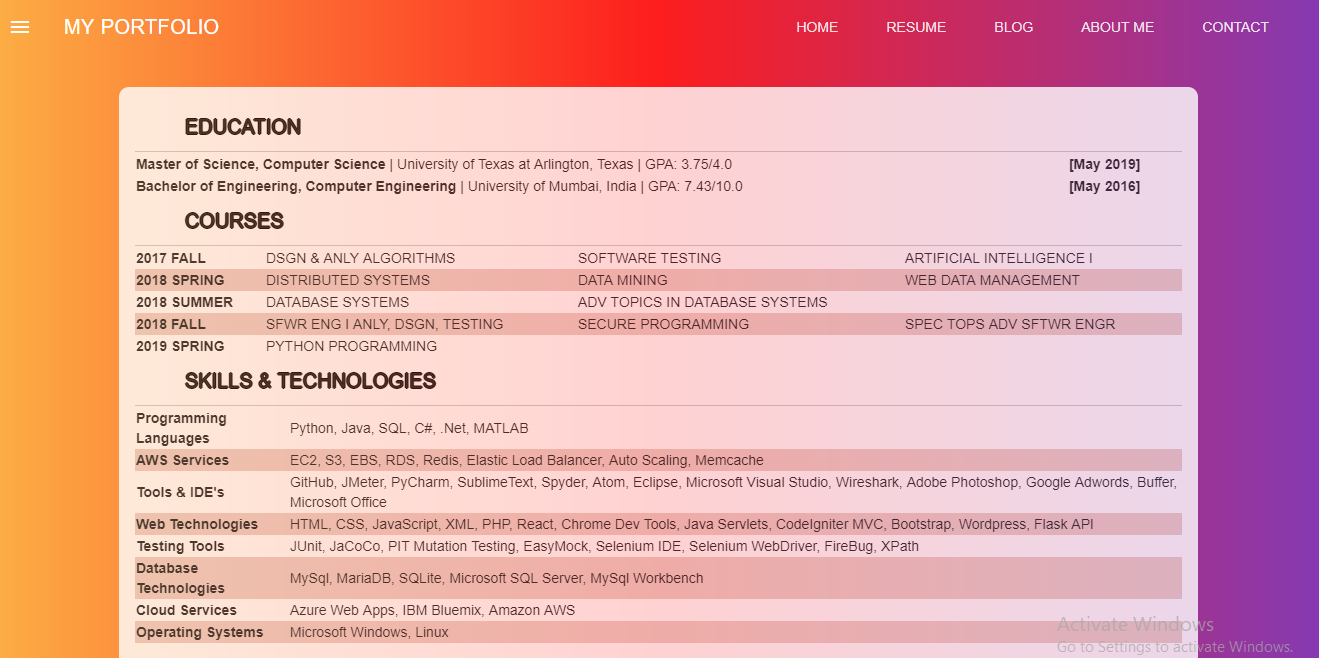 MY PORTFOLIO HOME RESUME BLOG ABOUT ME CONTACT
EDUCATION
Master of Science, Computer Science | University of Texas at Arlington, Texas | GPA: 3.75/4.0 [May 2019]
Bachelor of Engineering, Computer Engineering | University of Mumbai, India | GPA: 7.43/10.0 [May 2016]
COURSES
2017 FALL DSGN & ANLY ALGORITHMS SOFTWARE TESTING ARTIFICIAL INTELLIGENCE I
2018 SPRING DISTRIBUTED SYSTEMS DATA MINING WEB DATA MANAGEMENT
2018 SUMMER DATABASE SYSTEMS ADV TOPICS IN DATABASE SYSTEMS
2018 FALL SFWR ENG I ANLY, DSGN, TESTING SECURE PROGRAMMING SPEC TOPS ADV SFTWR ENGR
2019 SPRING PYTHON PROGRAMMING
SKILLS & TECHNOLOGIES
Programming
Languages
Python, Java, SQL, C#, .Net, MATLAB
AWS Services EC2, S3, EBS, RDS, Redis, Elastic Load Balancer, Auto Scaling, Memcache
Tools & IDE's
GitHub, JMeter, PyCharm, SublimeText, Spyder, Atom, Eclipse, Microsoft Visual Studio, Wireshark, Adobe Photoshop, Google Adwords, Buffer,
Microsoft Office
Web Technologies HTML, CSS, JavaScript, XML, PHP, React, Chrome Dev Tools, Java Servlets, CodeIgniter MVC, Bootstrap, Wordpress, Flask API
Testing Tools JUnit, JaCoCo, PIT Mutation Testing, EasyMock, Selenium IDE, Selenium WebDriver, FireBug, XPath
Database
Technologies
MySql, MariaDB, SQLite, Microsoft SQL Server, MySql Workbench
Cloud Services Azure Web Apps, IBM Bluemix, Amazon AWS
Operating Systems Microsoft Windows, Linux
Activate Windows
Go to Settings to activate Windows.